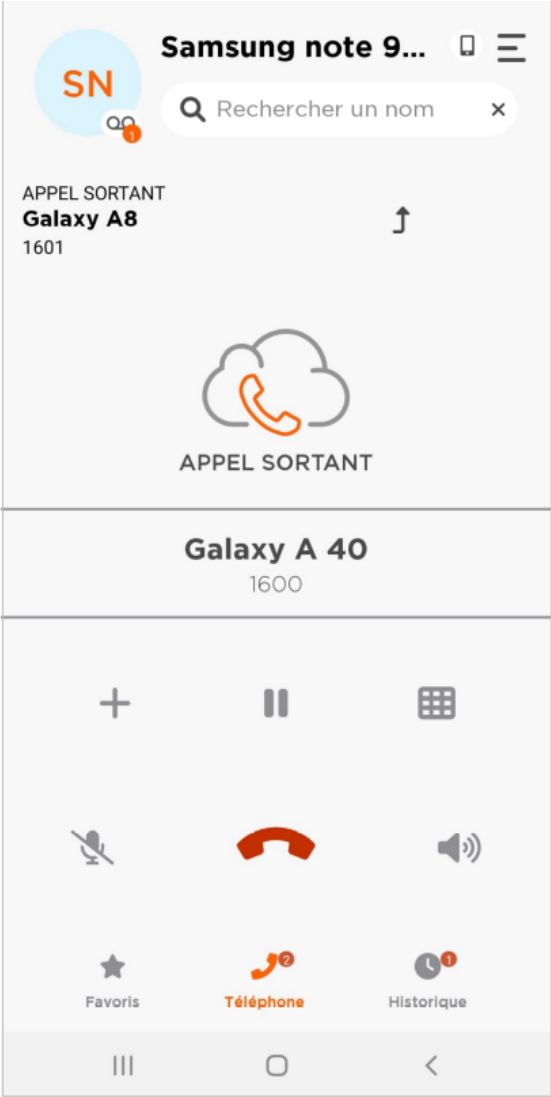 Samsung note 9...
SN
Rechercher un nom
1
APPEL SORTANT
Galaxy A8
1601
APPEL SORTANT
Galaxy A 40
1600
2
1
Favoris
Téléphone
Historique